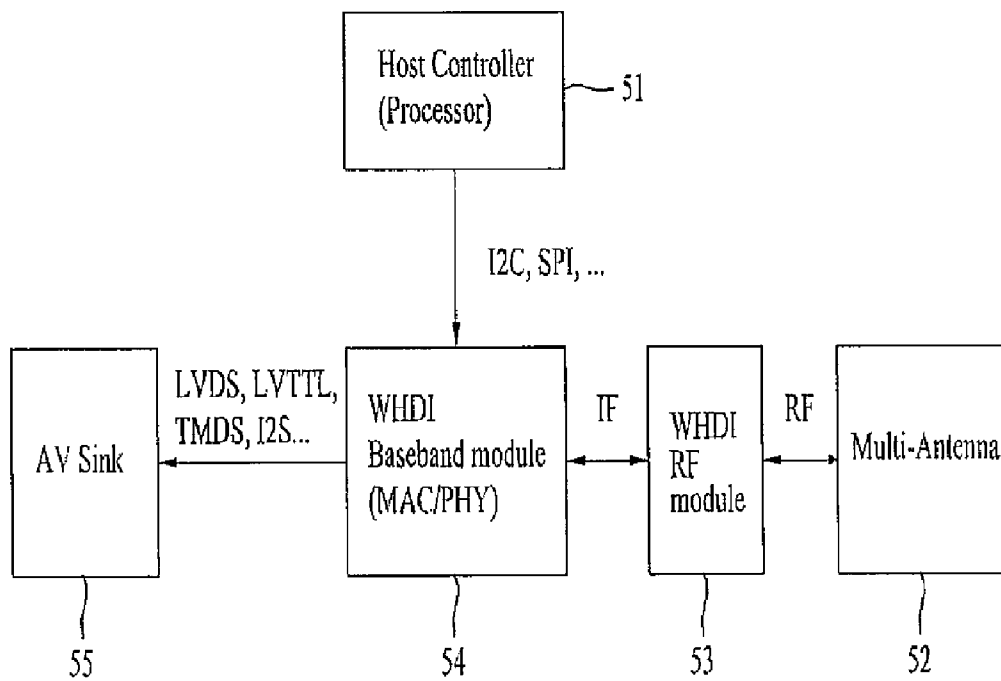 Host Controller
(Processor)
51
I2C, SPI, ...
LVDS, LVTTL,
TMDS, I2S...
AV Sink
WHDI
Baseband module
(MAC/PHY)
IF
WHDI
RF
module
RF
Multi-Antenna
55
54
53
52